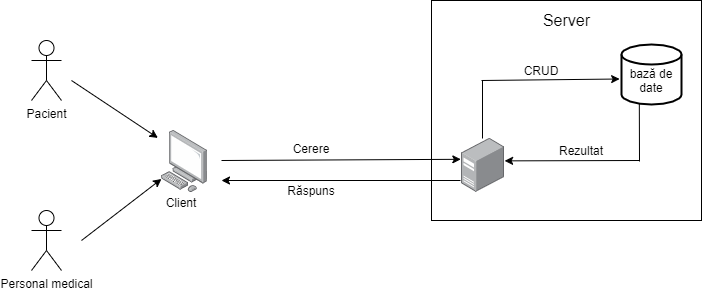 Server
CRUD
bază de
date
Pacient
Cerere
Rezultat
Răspuns
Client
Personal medical